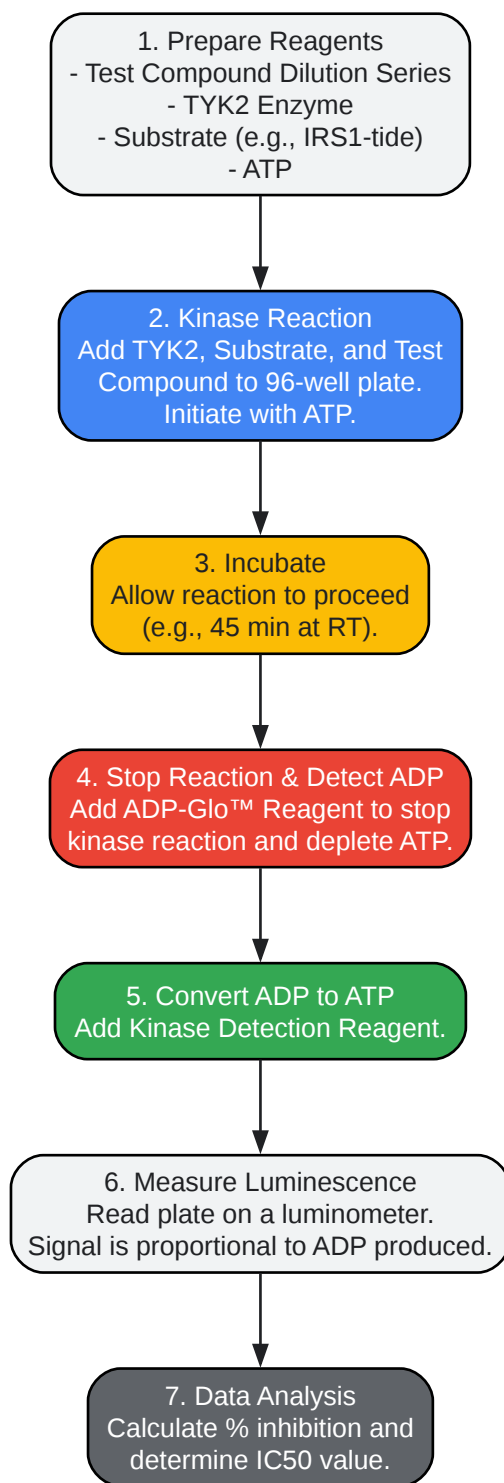 1. Prepare Reagents
- Test Compound Dilution Series
- TYK2 Enzyme
- Substrate (e.g., IRS1-tide)
- ATP
2. Kinase Reaction
Add TYK2, Substrate, and Test
Compound to 96-well plate.
Initiate with ATP.
3. Incubate
Allow reaction to proceed
(e.g., 45 min at RT).
4. Stop Reaction & Detect ADP
Add ADP-Glo™ Reagent to stop
kinase reaction and deplete ATP.
5. Convert ADP to ATP
Add Kinase Detection Reagent.
6. Measure Luminescence
Read plate on a luminometer.
Signal is proportional to ADP produced.
7. Data Analysis
Calculate % inhibition and
determine IC50 value.